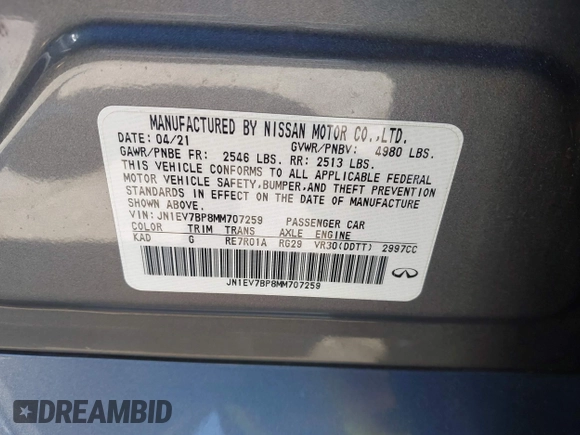 MANUFACTURED BY NISSAN MOTOR CO.,LTD.
DATE: 04/21 GVWR/PNBV: 4980 LBS.
GAWR/PNBE FR: 2546 LBS. RR: 2513 LBS.
THIS VEHICLE CONFORMS TO ALL APPLICABLE FEDERAL
MOTOR VEHICLE SAFETY,BUMPER,AND THEFT PREVENTION
STANDARDS IN EFFECT ON THE DATE OF MANUFACTURE
SHOWN ABOVE.
VIN: JN1EV7BP8MM707259 PASSENGER CAR
COLOR TRIM TRANS AXLE ENGINE
KAD G RE7R01A RG29 VR30(DDTT) 2997CC
JN1EV7BP8MM707259
INFINITI
DREAMBID